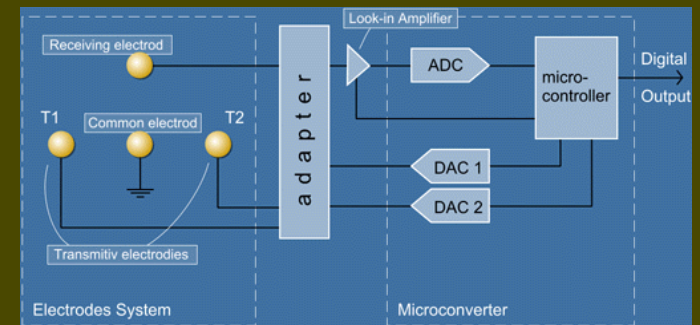 Look-in Amplifier
Receiving electrod
ADC
micro-
controller
Digital
Output
T1
Common electrod
T2
adapter
DAC 1
DAC 2
Transmitiv electrodies
Electrodes System
Microconverter